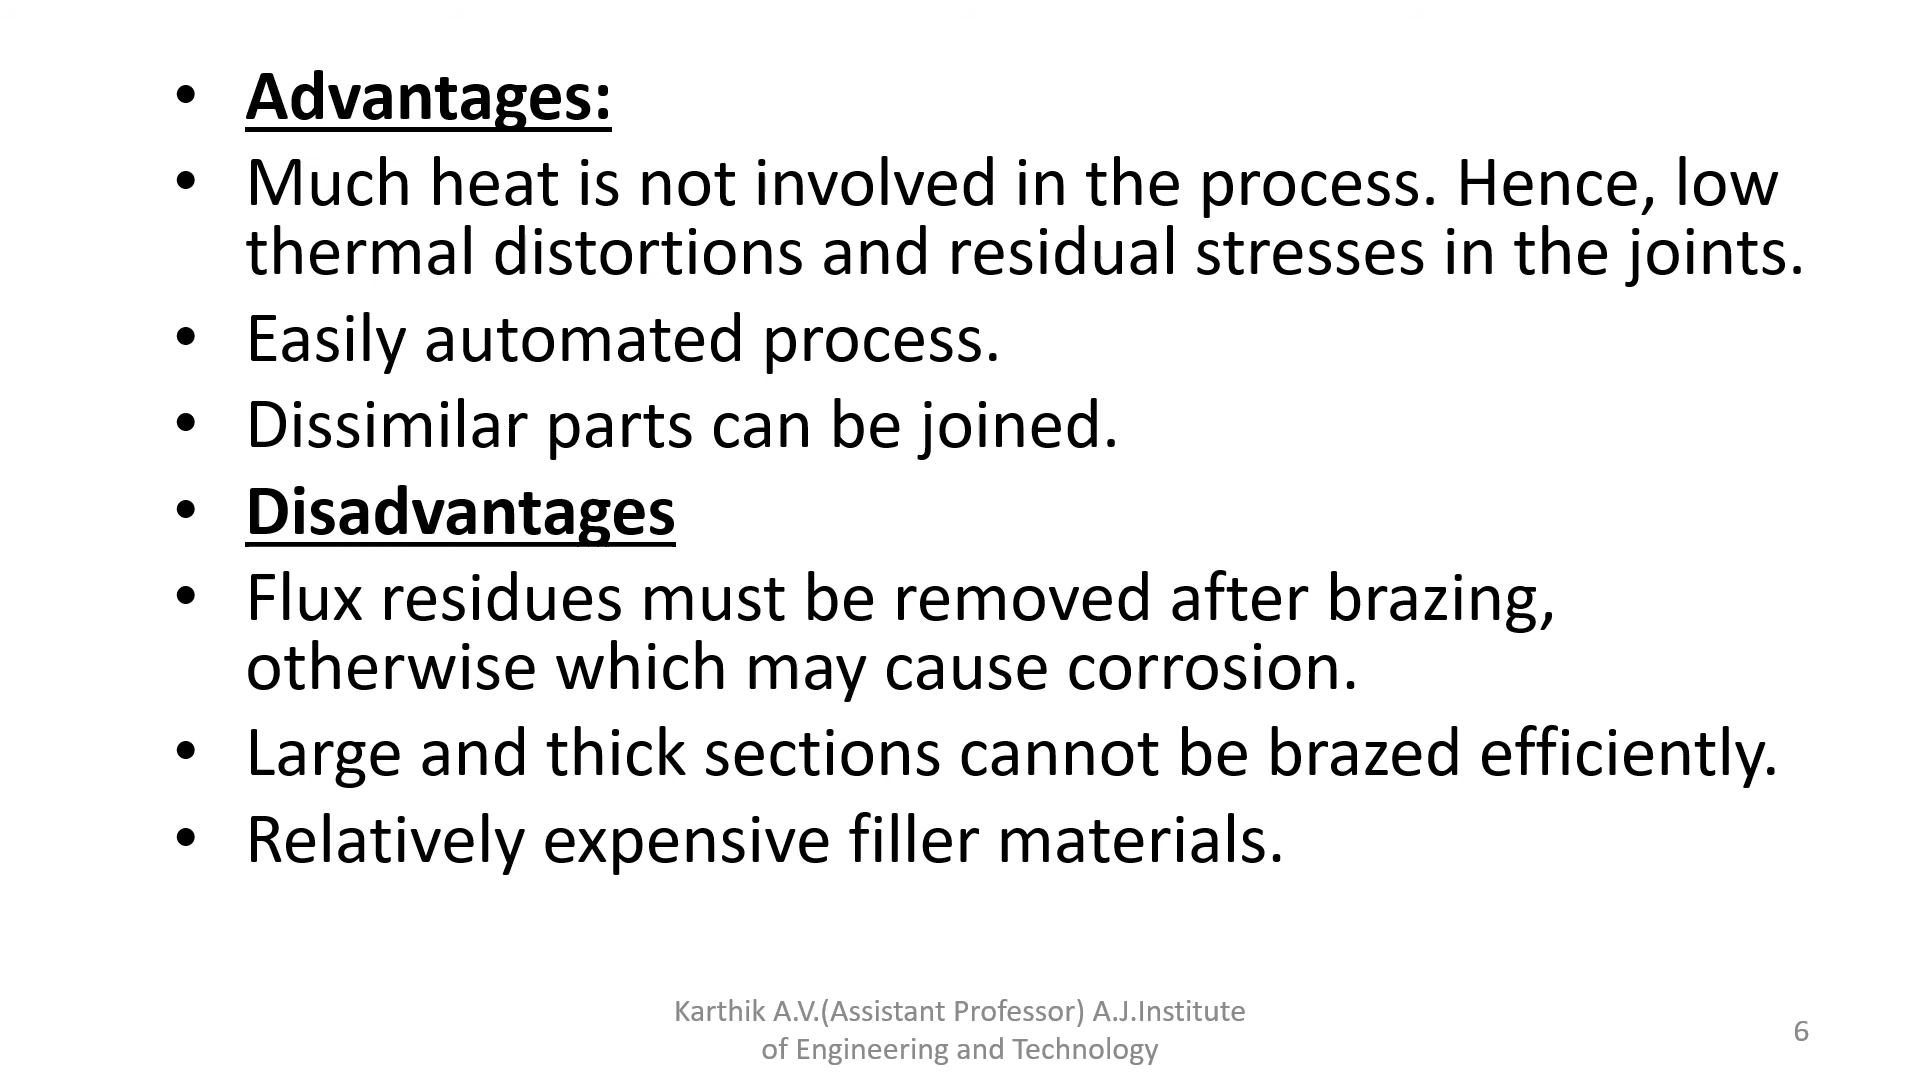 • Advantages:
• Much heat is not involved in the process. Hence, low
thermal distortions and residual stresses in the joints.
• Easily automated process.
• Dissimilar parts can be joined.
• Disadvantages
• Flux residues must be removed after brazing,
otherwise which may cause corrosion.
• Large and thick sections cannot be brazed efficiently.
• Relatively expensive filler materials.
Karthik A.V.(Assistant Professor) A.J.Institute
of Engineering and Technology
6